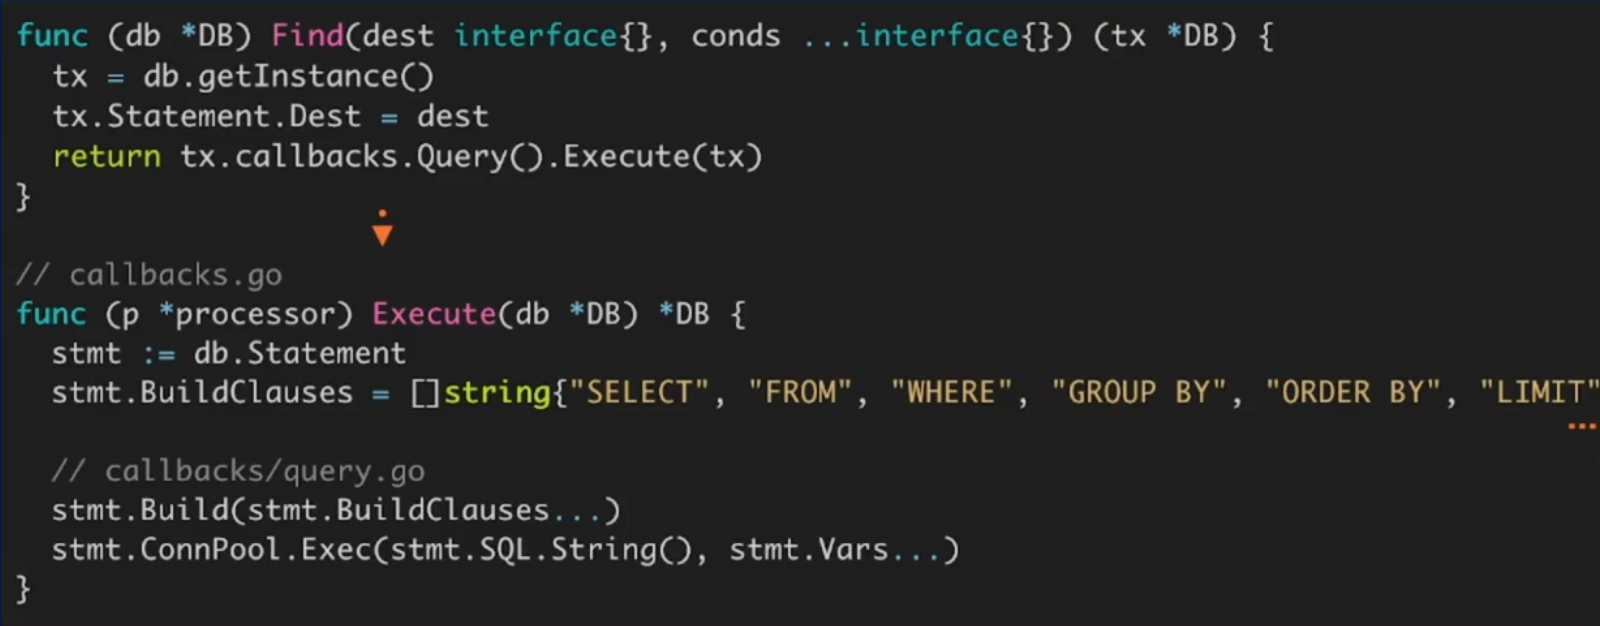 func (db *DB) Find(dest interface{}, conds ...interface{}) (tx *DB) {
  tx = db.getInstance()
  tx.Statement.Dest = dest
  return tx.callbacks.Query().Execute(tx)
}
// callbacks.go
func (p *processor) Execute(db *DB) *DB {
  stmt := db.Statement
  stmt.BuildClauses = []string{"SELECT", "FROM", "WHERE", "GROUP BY", "ORDER BY", "LIMIT"
...
  // callbacks/query.go
  stmt.Build(stmt.BuildClauses...)
  stmt.ConnPool.Exec(stmt.SQL.String(), stmt.Vars...)
}